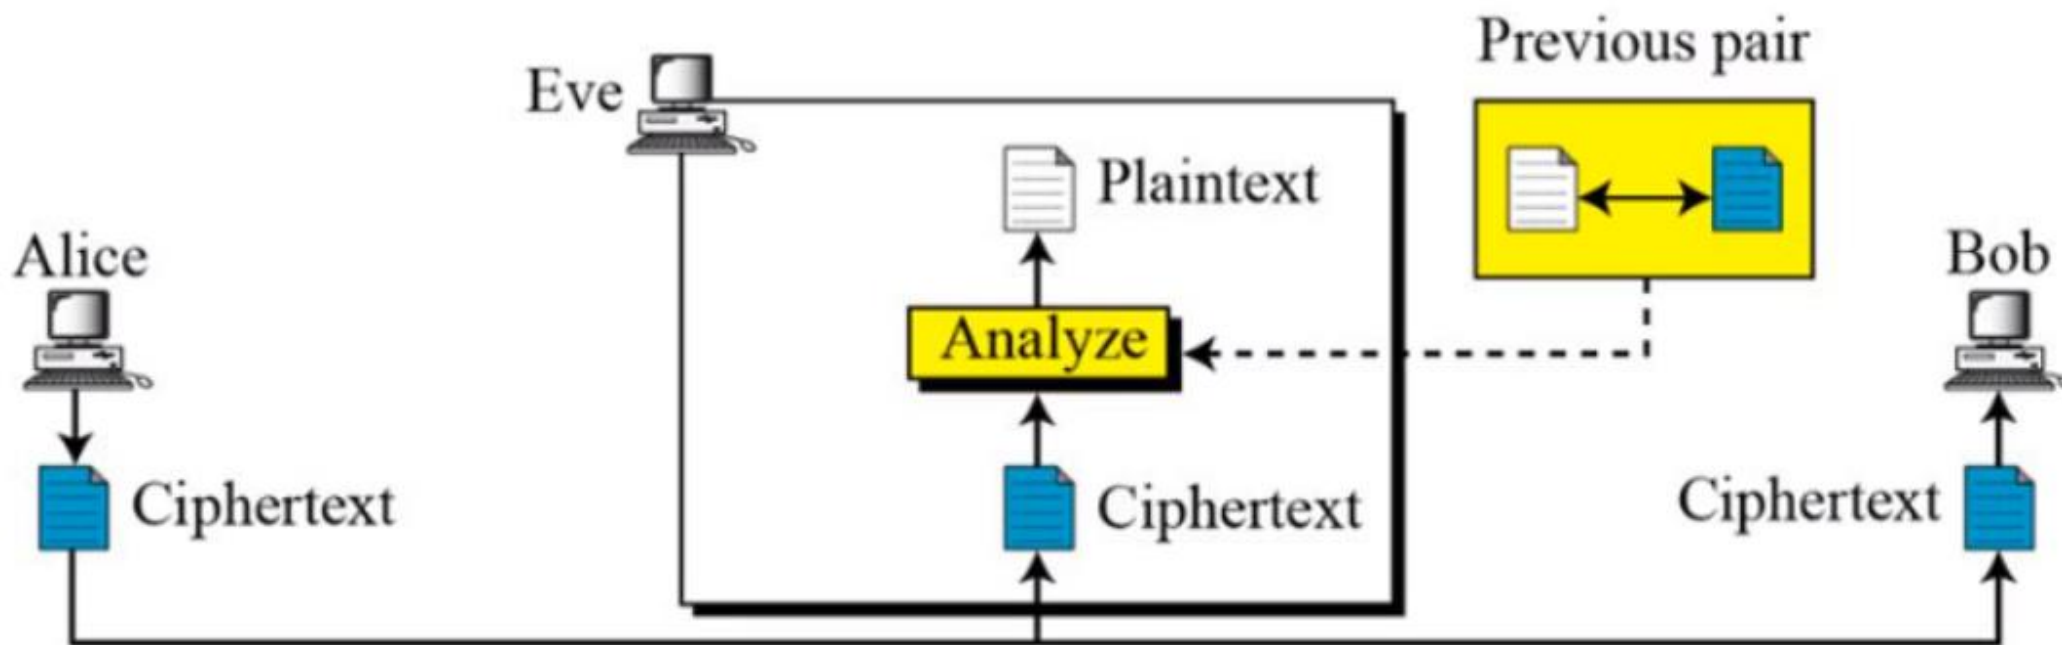 Previous pair
Eve
Plaintext
Alice
Bob
Analyze
Ciphertext
Ciphertext
Ciphertext